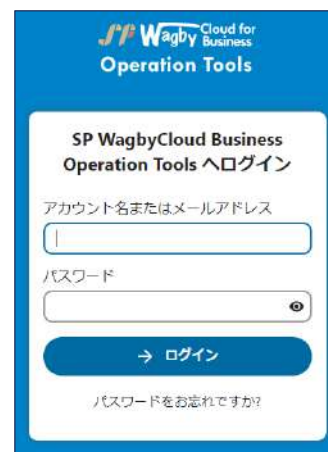 SP Wagby Cloud for Business
Operation Tools
SP WagbyCloud Business
Operation Tools へログイン
アカウント名またはメールアドレス
パスワード
→ ログイン
パスワードをお忘れですか?